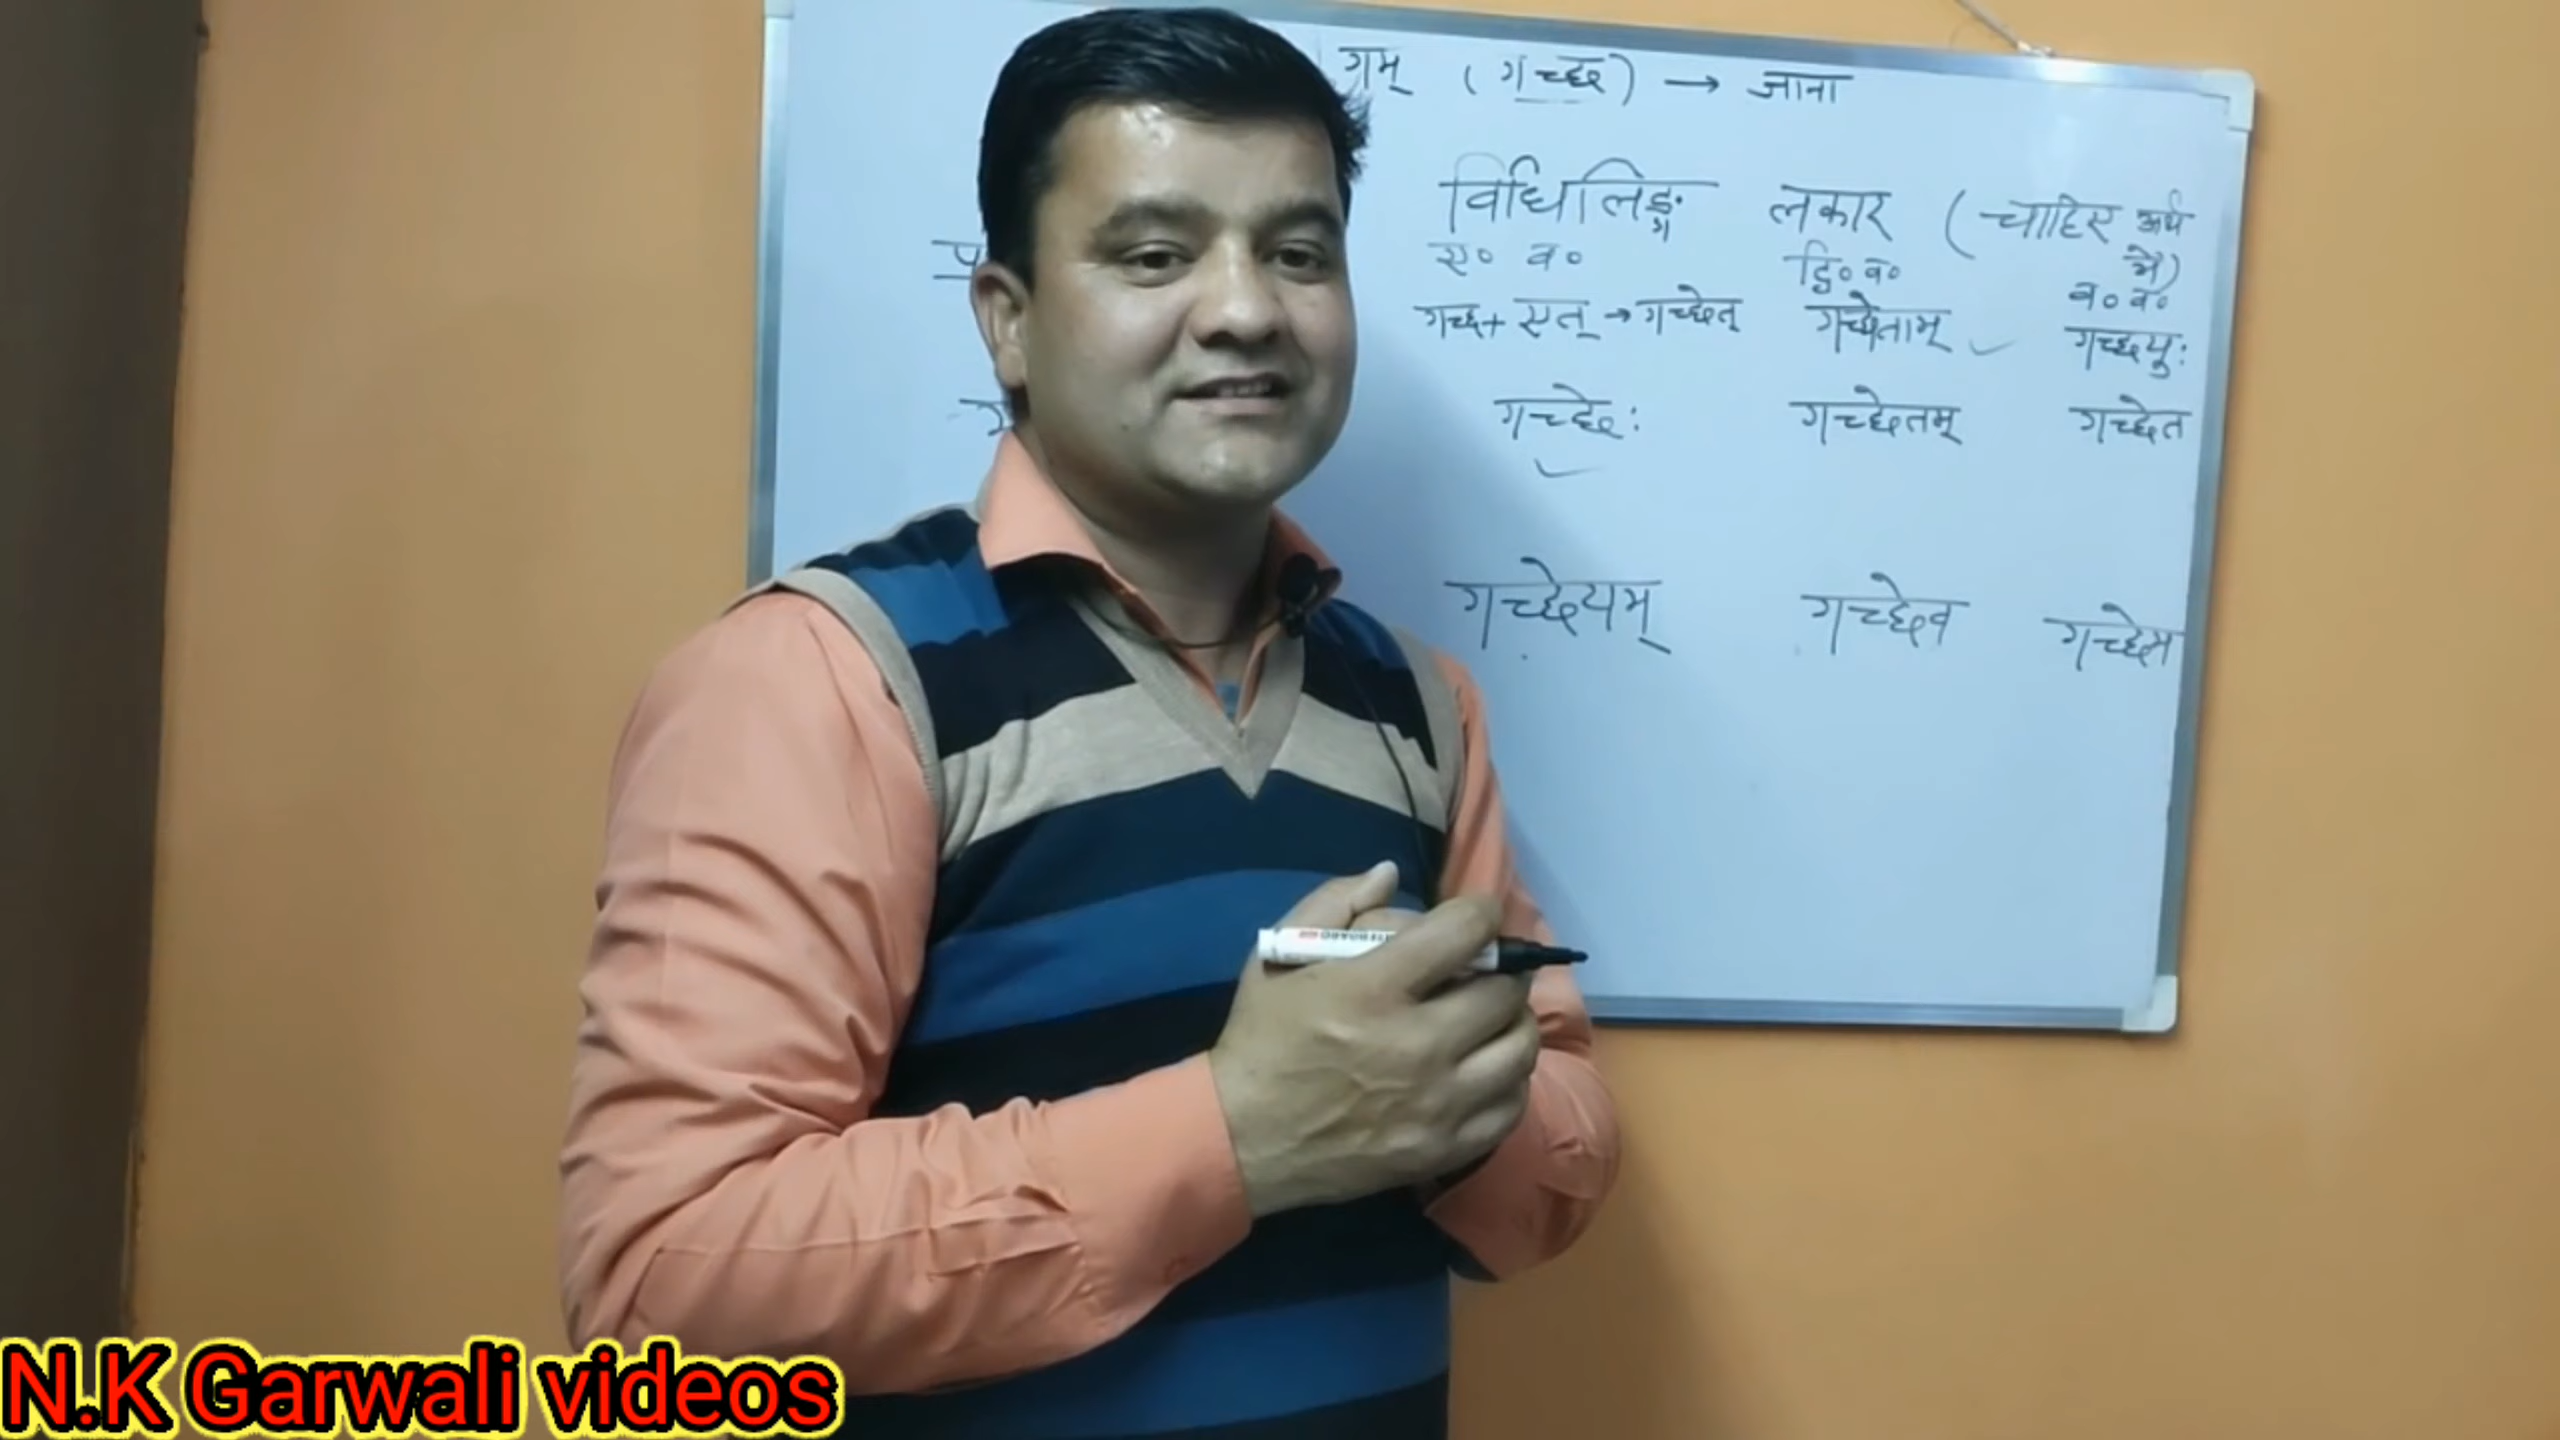 गम् (गच्छ) → जाना
विधिलिङ्ग लकार (चाहिए अर्थ में)
ए० व० द्वि० व० ब० व०
गच्छ + एत् → गच्छेत् गच्छेताम् गच्छेयुः
गच्छेः गच्छेतम् गच्छेत
गच्छेयम् गच्छेव गच्छेम
N.K Garwali videos